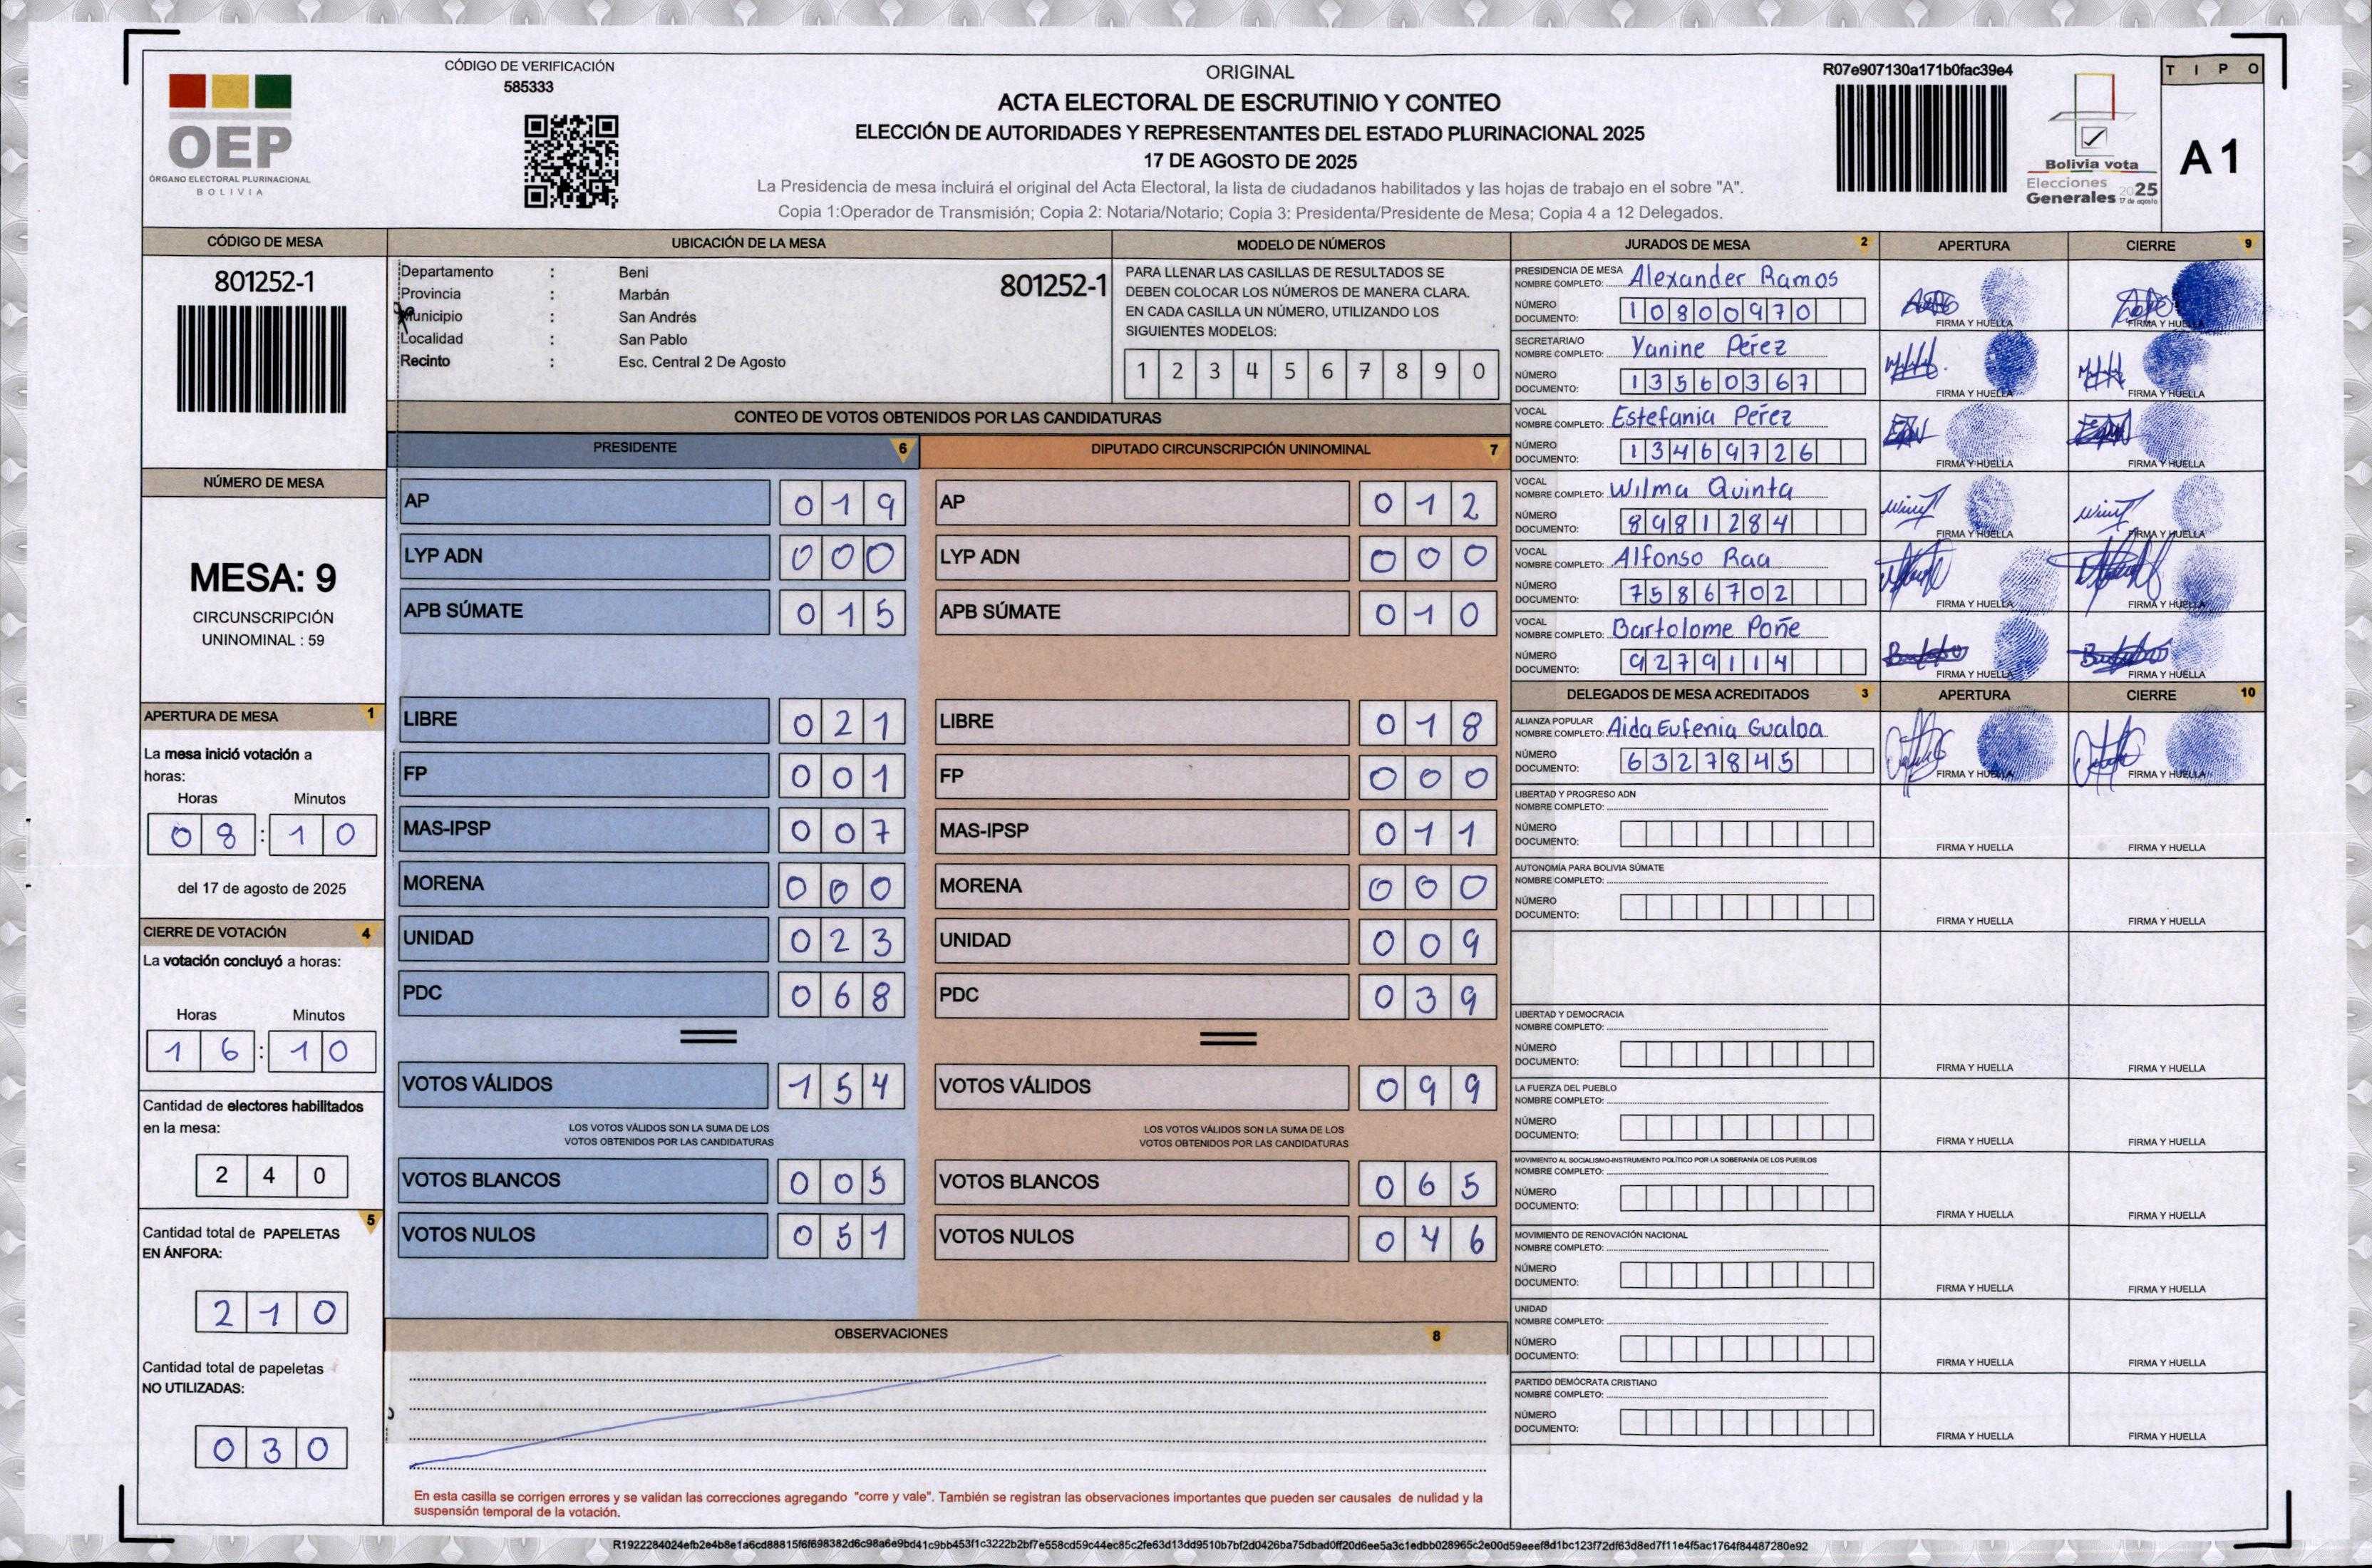 CÓDIGO DE VERIFICACIÓN
585333
OEP
ÓRGANO ELECTORAL PLURINACIONAL
BOLIVIA
ORIGINAL
ACTA ELECTORAL DE ESCRUTINIO Y CONTEO
ELECCIÓN DE AUTORIDADES Y REPRESENTANTES DEL ESTADO PLURINACIONAL 2025
17 DE AGOSTO DE 2025
La Presidencia de mesa incluirá el original del Acta Electoral, la lista de ciudadanos habilitados y las hojas de trabajo en el sobre "A".
Copia 1:Operador de Transmisión; Copia 2: Notaria/Notario; Copia 3: Presidenta/Presidente de Mesa; Copia 4 a 12 Delegados.
R07e907130a171b0fac39e4
Bolivia vota
Elecciones
Generales 2025
17 de agosto
TIPO
A 1
CÓDIGO DE MESA
801252-1
NÚMERO DE MESA
MESA: 9
CIRCUNSCRIPCIÓN
UNINOMINAL : 59
APERTURA DE MESA 1
La mesa inició votación a
horas:
Horas Minutos
08 : 10
del 17 de agosto de 2025
CIERRE DE VOTACIÓN 4
La votación concluyó a horas:
Horas Minutos
16 : 10
Cantidad de electores habilitados
en la mesa:
240
5
Cantidad total de PAPELETAS
EN ÁNFORA:
210
Cantidad total de papeletas
NO UTILIZADAS:
030
UBICACIÓN DE LA MESA
Departamento : Beni
801252-1
Provincia : Marbán
Municipio : San Andrés
Localidad : San Pablo
Recinto : Esc. Central 2 De Agosto
MODELO DE NÚMEROS
PARA LLENAR LAS CASILLAS DE RESULTADOS SE
DEBEN COLOCAR LOS NÚMEROS DE MANERA CLARA.
EN CADA CASILLA UN NÚMERO, UTILIZANDO LOS
SIGUIENTES MODELOS:
1 2 3 4 5 6 7 8 9 0
CONTEO DE VOTOS OBTENIDOS POR LAS CANDIDATURAS
PRESIDENTE 6
AP 019
LYP ADN 000
APB SÚMATE 015
LIBRE 021
FP 001
MAS-IPSP 007
MORENA 000
UNIDAD 023
PDC 068
VOTOS VÁLIDOS 154
LOS VOTOS VÁLIDOS SON LA SUMA DE LOS
VOTOS OBTENIDOS POR LAS CANDIDATURAS
VOTOS BLANCOS 005
VOTOS NULOS 051
DIPUTADO CIRCUNSCRIPCIÓN UNINOMINAL 7
AP 012
LYP ADN 000
APB SÚMATE 010
LIBRE 018
FP 000
MAS-IPSP 011
MORENA 000
UNIDAD 009
PDC 039
VOTOS VÁLIDOS 099
LOS VOTOS VÁLIDOS SON LA SUMA DE LOS
VOTOS OBTENIDOS POR LAS CANDIDATURAS
VOTOS BLANCOS 065
VOTOS NULOS 046
OBSERVACIONES 8
En esta casilla se corrigen errores y se validan las correcciones agregando "corre y vale". También se registran las observaciones importantes que pueden ser causales de nulidad y la
suspensión temporal de la votación.
JURADOS DE MESA 2 APERTURA CIERRE 9
PRESIDENCIA DE MESA
NOMBRE COMPLETO: Alexander Ramos
NÚMERO
DOCUMENTO: 10800970
FIRMA Y HUELLA FIRMA Y HUELLA
SECRETARIA/O
NOMBRE COMPLETO: Yanine Pérez
NÚMERO
DOCUMENTO: 13560367
FIRMA Y HUELLA FIRMA Y HUELLA
VOCAL
NOMBRE COMPLETO: Estefania Pérez
NÚMERO
DOCUMENTO: 13469726
FIRMA Y HUELLA FIRMA Y HUELLA
VOCAL
NOMBRE COMPLETO: Wilma Quinta
NÚMERO
DOCUMENTO: 8981284
FIRMA Y HUELLA FIRMA Y HUELLA
VOCAL
NOMBRE COMPLETO: Alfonso Raa
NÚMERO
DOCUMENTO: 7586702
FIRMA Y HUELLA FIRMA Y HUELLA
VOCAL
NOMBRE COMPLETO: Bartolome Poñe
NÚMERO
DOCUMENTO: 9279114
FIRMA Y HUELLA FIRMA Y HUELLA
DELEGADOS DE MESA ACREDITADOS 3 APERTURA CIERRE 10
ALIANZA POPULAR
NOMBRE COMPLETO: Aida Eufenia Gualoa
NÚMERO
DOCUMENTO: 6327845
FIRMA Y HUELLA FIRMA Y HUELLA
LIBERTAD Y PROGRESO ADN
NOMBRE COMPLETO:
NÚMERO
DOCUMENTO:
FIRMA Y HUELLA FIRMA Y HUELLA
AUTONOMÍA PARA BOLIVIA SÚMATE
NOMBRE COMPLETO:
NÚMERO
DOCUMENTO:
FIRMA Y HUELLA FIRMA Y HUELLA
LIBERTAD Y DEMOCRACIA
NOMBRE COMPLETO:
NÚMERO
DOCUMENTO:
FIRMA Y HUELLA FIRMA Y HUELLA
LA FUERZA DEL PUEBLO
NOMBRE COMPLETO:
NÚMERO
DOCUMENTO:
FIRMA Y HUELLA FIRMA Y HUELLA
MOVIMIENTO AL SOCIALISMO-INSTRUMENTO POLÍTICO POR LA SOBERANÍA DE LOS PUEBLOS
NOMBRE COMPLETO:
NÚMERO
DOCUMENTO:
FIRMA Y HUELLA FIRMA Y HUELLA
MOVIMIENTO DE RENOVACIÓN NACIONAL
NOMBRE COMPLETO:
NÚMERO
DOCUMENTO:
FIRMA Y HUELLA FIRMA Y HUELLA
UNIDAD
NOMBRE COMPLETO:
NÚMERO
DOCUMENTO:
FIRMA Y HUELLA FIRMA Y HUELLA
PARTIDO DEMÓCRATA CRISTIANO
NOMBRE COMPLETO:
NÚMERO
DOCUMENTO:
FIRMA Y HUELLA FIRMA Y HUELLA